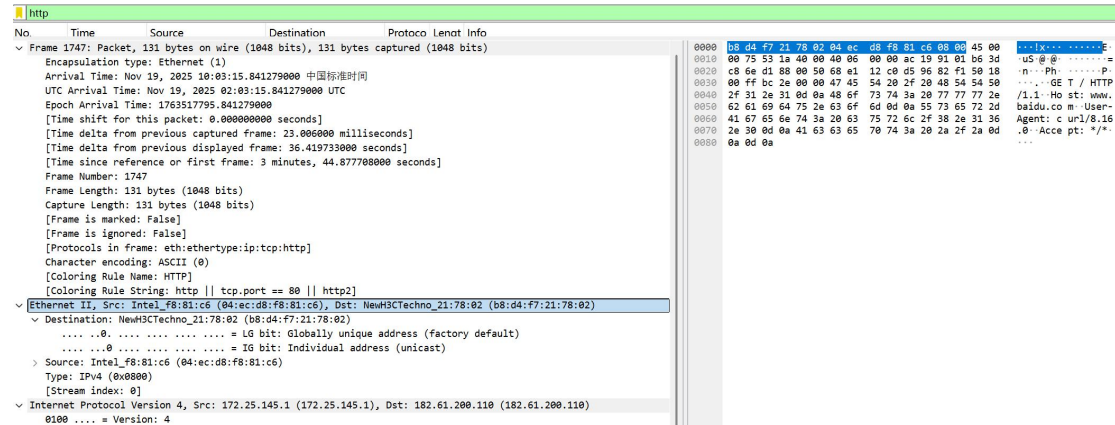 http
No. Time Source Destination Protoco Lengt Info
Frame 1747: Packet, 131 bytes on wire (1048 bits), 131 bytes captured (1048 bits)
Encapsulation type: Ethernet (1)
Arrival Time: Nov 19, 2025 10:03:15.841279000 中国标准时间
UTC Arrival Time: Nov 19, 2025 02:03:15.841279000 UTC
Epoch Arrival Time: 1763517795.841279000
[Time shift for this packet: 0.000000000 seconds]
[Time delta from previous captured frame: 23.006000 milliseconds]
[Time delta from previous displayed frame: 36.419733000 seconds]
[Time since reference or first frame: 3 minutes, 44.877708000 seconds]
Frame Number: 1747
Frame Length: 131 bytes (1048 bits)
Capture Length: 131 bytes (1048 bits)
[Frame is marked: False]
[Frame is ignored: False]
[Protocols in frame: eth:ethertype:ip:tcp:http]
Character encoding: ASCII (0)
[Coloring Rule Name: HTTP]
[Coloring Rule String: http || tcp.port == 80 || http2]
Ethernet II, Src: Intel_f8:81:c6 (04:ec:d8:f8:81:c6), Dst: NewH3CTechno_21:78:02 (b8:d4:f7:21:78:02)
Destination: NewH3CTechno_21:78:02 (b8:d4:f7:21:78:02)
.... ..0. .... .... .... .... = LG bit: Globally unique address (factory default)
.... ...0 .... .... .... .... = IG bit: Individual address (unicast)
Source: Intel_f8:81:c6 (04:ec:d8:f8:81:c6)
Type: IPv4 (0x0800)
[Stream index: 0]
Internet Protocol Version 4, Src: 172.25.145.1 (172.25.145.1), Dst: 182.61.200.110 (182.61.200.110)
0100 .... = Version: 4
0000 b8 d4 f7 21 78 02 04 ec d8 f8 81 c6 08 00 45 00 ···!x··· ······E·
0010 00 75 53 1a 40 00 40 06 00 00 ac 19 91 01 b6 3d ·uS·@·@· ·······=
0020 c8 6e d1 88 00 50 68 e1 12 c0 d5 96 82 f1 50 18 ·n···Ph· ······P·
0030 00 ff bc 2e 00 00 47 45 54 20 2f 20 48 54 54 50 ···.··GE T / HTTP
0040 2f 31 2e 31 0d 0a 48 6f 73 74 3a 20 77 77 77 2e /1.1··Ho st: www.
0050 62 61 69 64 75 2e 63 6f 6d 0d 0a 55 73 65 72 2d baidu.co m··User-
0060 41 67 65 6e 74 3a 20 63 75 72 6c 2f 38 2e 31 36 Agent: c url/8.16
0070 2e 30 0d 0a 41 63 63 65 70 74 3a 20 2a 2f 2a 0d .0··Acce pt: */*·
0080 0a 0d 0a ···